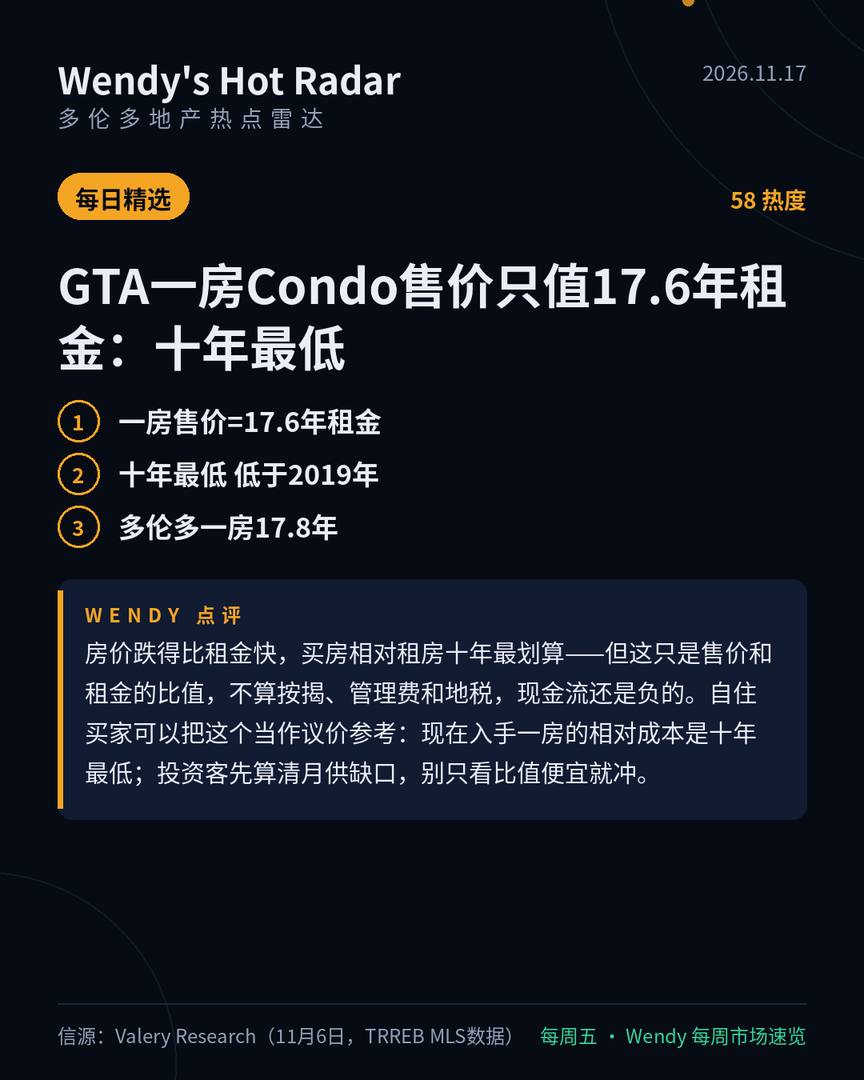 Wendy's Hot Radar
2026.11.17
多伦多地产热点雷达
每日精选
58 热度
GTA一房Condo售价只值17.6年租
金：十年最低
1 一房售价=17.6年租金
2 十年最低 低于2019年
3 多伦多一房17.8年
WENDY 点评
房价跌得比租金快，买房相对租房十年最划算——但这只是售价和
租金的比值，不算按揭、管理费和地税，现金流还是负的。自住
买家可以把这个当作议价参考：现在入手一房的相对成本是十年
最低；投资客先算清月供缺口，别只看比值便宜就冲。
信源：Valery Research（11月6日，TRREB MLS数据）
每周五 · Wendy 每周市场速览